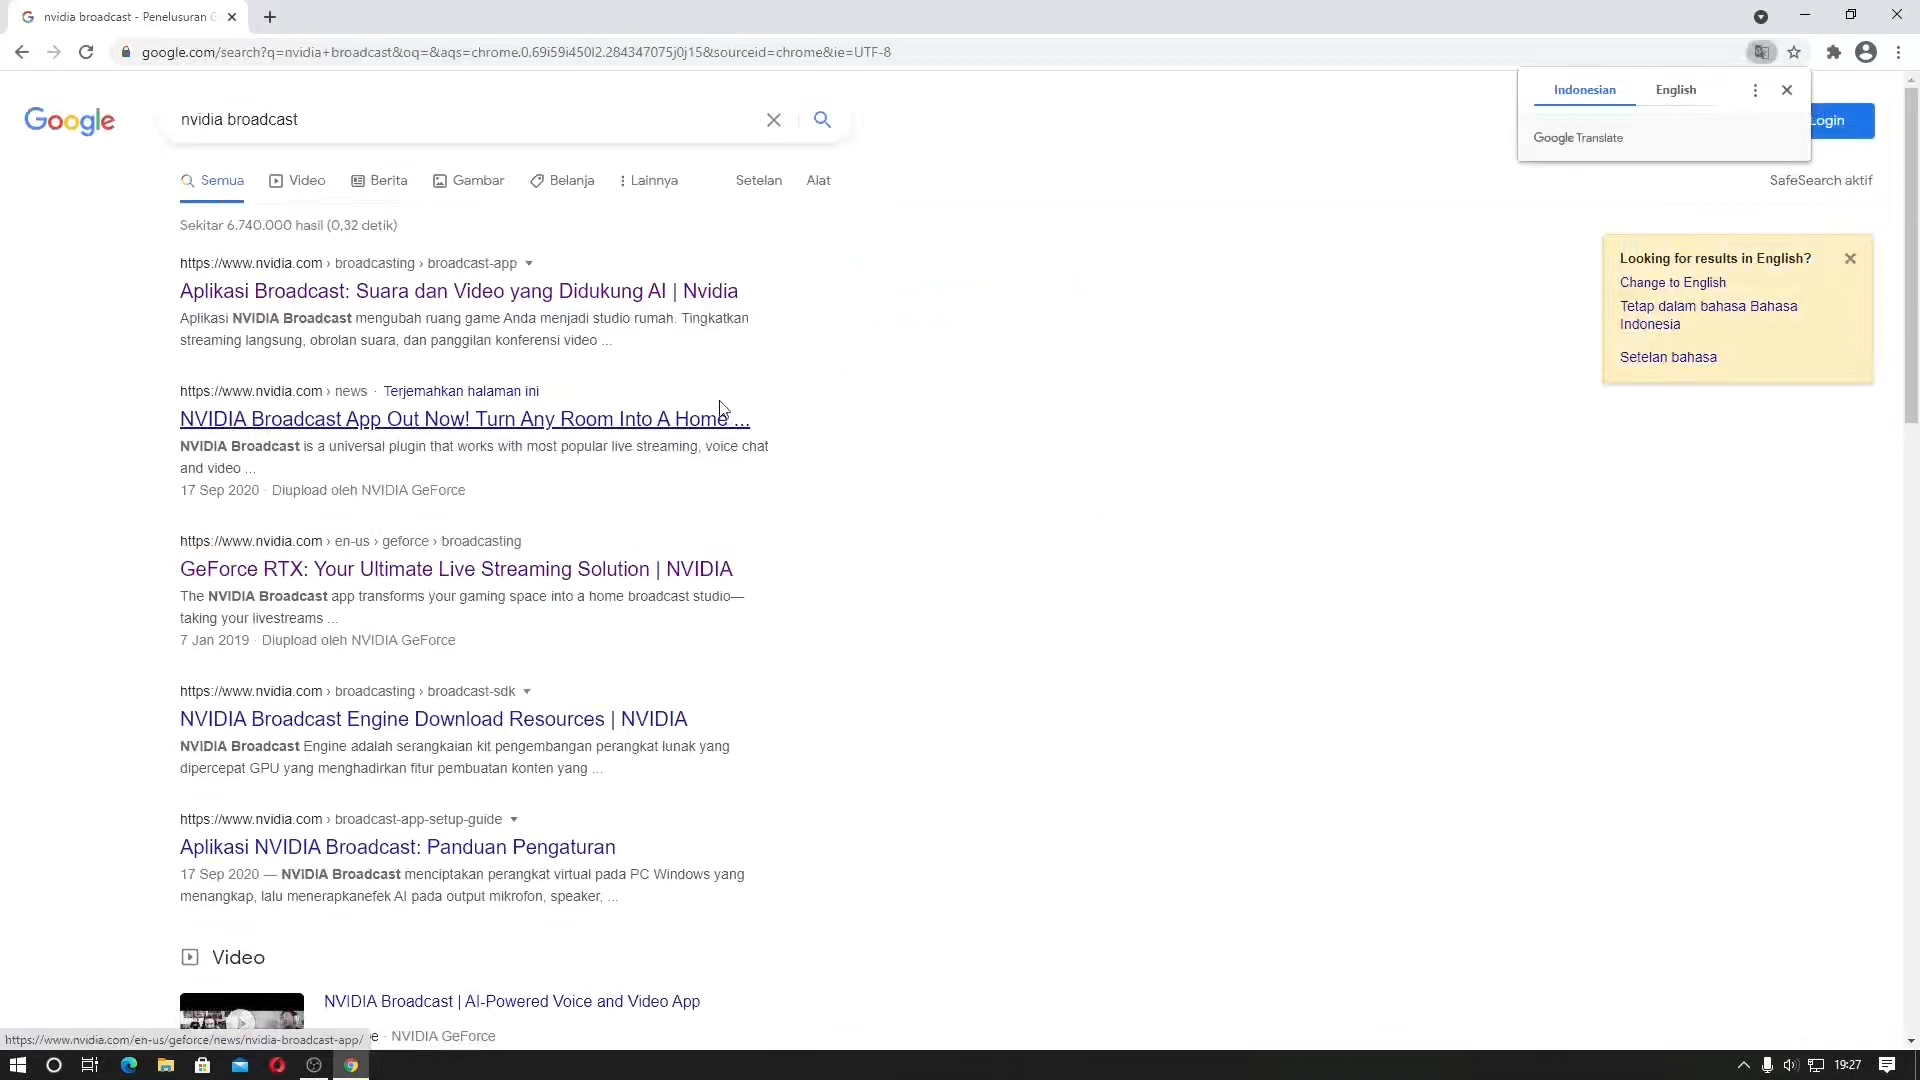 nvidia broadcast - Penelusuran G
google.com/search?q=nvidia+broadcast&oq=&aqs=chrome.0.69i59i450l2.284347075j0j15&sourceid=chrome&ie=UTF-8
Indonesian English
Google Translate
Google
nvidia broadcast
Login
Semua Video Berita Gambar Belanja Lainnya Setelan Alat
SafeSearch aktif
Sekitar 6.740.000 hasil (0,32 detik)
Looking for results in English?
Change to English
Tetap dalam bahasa Bahasa
Indonesia
Setelan bahasa
https://www.nvidia.com › broadcasting › broadcast-app
Aplikasi Broadcast: Suara dan Video yang Didukung AI | Nvidia
Aplikasi NVIDIA Broadcast mengubah ruang game Anda menjadi studio rumah. Tingkatkan
streaming langsung, obrolan suara, dan panggilan konferensi video ...
https://www.nvidia.com › news · Terjemahkan halaman ini
NVIDIA Broadcast App Out Now! Turn Any Room Into A Home ...
NVIDIA Broadcast is a universal plugin that works with most popular live streaming, voice chat
and video ...
17 Sep 2020 · Diupload oleh NVIDIA GeForce
https://www.nvidia.com › en-us › geforce › broadcasting
GeForce RTX: Your Ultimate Live Streaming Solution | NVIDIA
The NVIDIA Broadcast app transforms your gaming space into a home broadcast studio—
taking your livestreams ...
7 Jan 2019 · Diupload oleh NVIDIA GeForce
https://www.nvidia.com › broadcasting › broadcast-sdk
NVIDIA Broadcast Engine Download Resources | NVIDIA
NVIDIA Broadcast Engine adalah serangkaian kit pengembangan perangkat lunak yang
dipercepat GPU yang menghadirkan fitur pembuatan konten yang ...
https://www.nvidia.com › broadcast-app-setup-guide
Aplikasi NVIDIA Broadcast: Panduan Pengaturan
17 Sep 2020 — NVIDIA Broadcast menciptakan perangkat virtual pada PC Windows yang
menangkap, lalu menerapkanefek AI pada output mikrofon, speaker, ...
Video
NVIDIA Broadcast | AI-Powered Voice and Video App
· NVIDIA GeForce
https://www.nvidia.com/en-us/geforce/news/nvidia-broadcast-app/
19:27